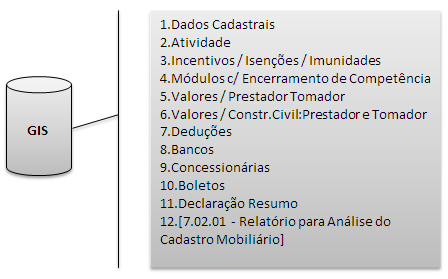 GIS
1.Dados Cadastrais
2.Atividade
3.Incentivos / Isenções / Imunidades
4.Módulos c/ Encerramento de Competência
5.Valores / Prestador Tomador
6.Valores / Constr.Civil:Prestador e Tomador
7.Deduções
8.Bancos
9.Concessionárias
10.Boletos
11.Declaração Resumo
12.[7.02.01 - Relatório para Análise do
Cadastro Mobiliário]